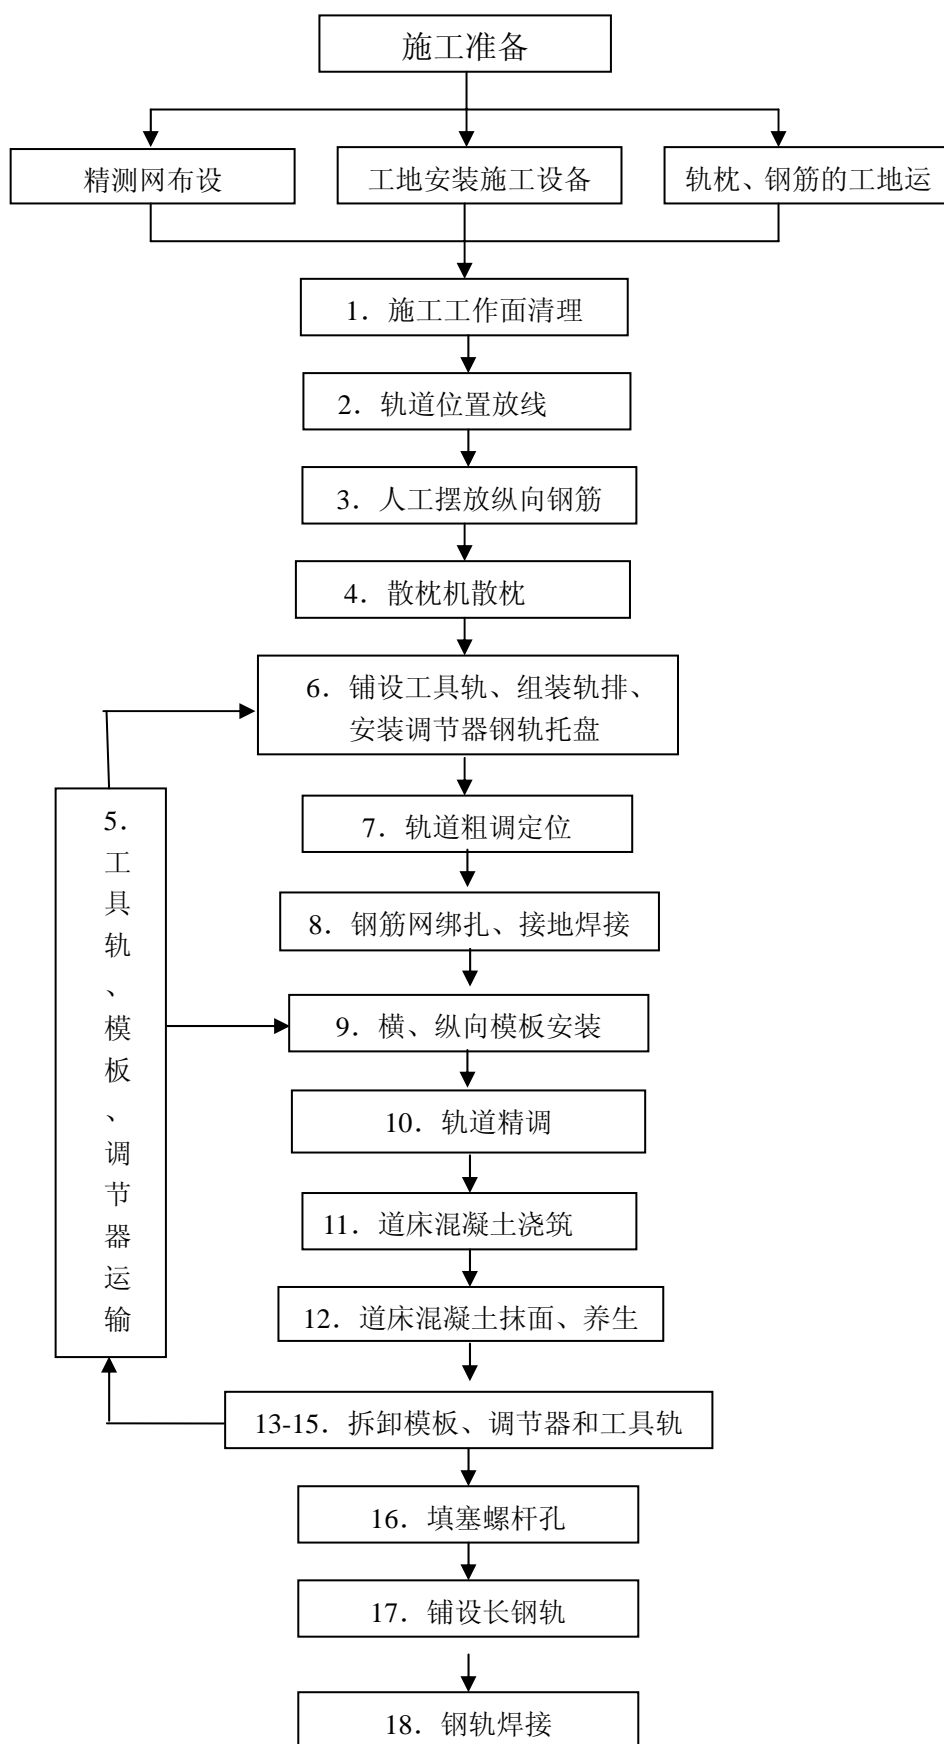 施工准备
精测网布设
工地安装施工设备
轨枕、钢筋的工地运
1．施工工作面清理
2．轨道位置放线
3．人工摆放纵向钢筋
4．散枕机散枕
6．铺设工具轨、组装轨排、
安装调节器钢轨托盘
5．
工
具
轨
、
模
板
、
调
节
器
运
输
7．轨道粗调定位
8．钢筋网绑扎、接地焊接
9．横、纵向模板安装
10．轨道精调
11．道床混凝土浇筑
12．道床混凝土抹面、养生
13-15．拆卸模板、调节器和工具轨
16．填塞螺杆孔
17．铺设长钢轨
18．钢轨焊接